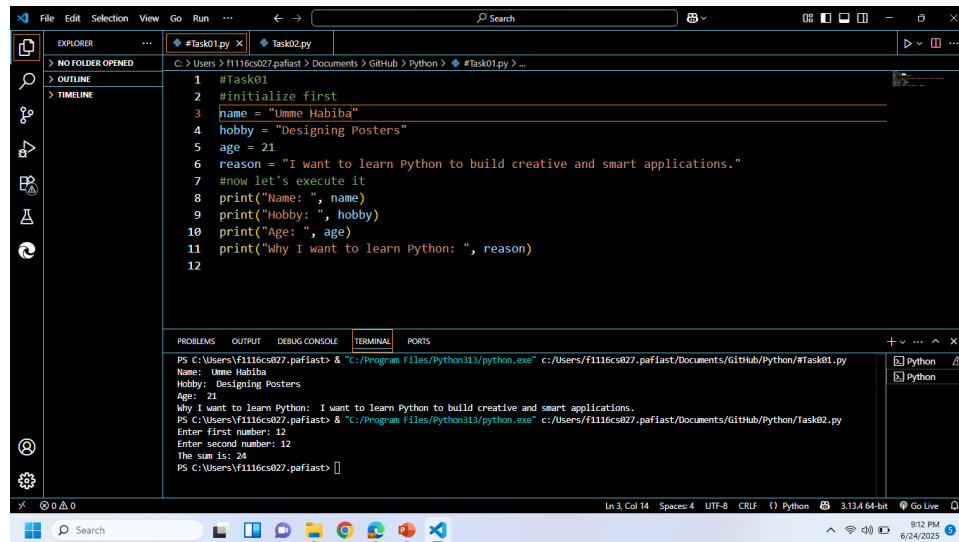 File Edit Selection View Go Run ··· Search
EXPLORER ··· #Task01.py Task02.py
NO FOLDER OPENED
OUTLINE
TIMELINE
C: > Users > f1116cs027.pafiast > Documents > GitHub > Python > #Task01.py > ...
1 #Task01
2 #initialize first
3 name = "Umme Habiba"
4 hobby = "Designing Posters"
5 age = 21
6 reason = "I want to learn Python to build creative and smart applications."
7 #now let's execute it
8 print("Name: ", name)
9 print("Hobby: ", hobby)
10 print("Age: ", age)
11 print("Why I want to learn Python: ", reason)
12
PROBLEMS OUTPUT DEBUG CONSOLE TERMINAL PORTS
PS C:\Users\f1116cs027.pafiast> & "C:/Program Files/Python313/python.exe" c:/Users/f1116cs027.pafiast/Documents/GitHub/Python/#Task01.py
Name:  Umme Habiba
Hobby:  Designing Posters
Age:  21
Why I want to learn Python:  I want to learn Python to build creative and smart applications.
PS C:\Users\f1116cs027.pafiast> & "C:/Program Files/Python313/python.exe" c:/Users/f1116cs027.pafiast/Documents/GitHub/Python/Task02.py
Enter first number: 12
Enter second number: 12
The sum is: 24
PS C:\Users\f1116cs027.pafiast>
Python
Python
0 0 Ln 3, Col 14 Spaces: 4 UTF-8 CRLF {} Python 3.13.4 64-bit Go Live
Search
9:12 PM
6/24/2025
5